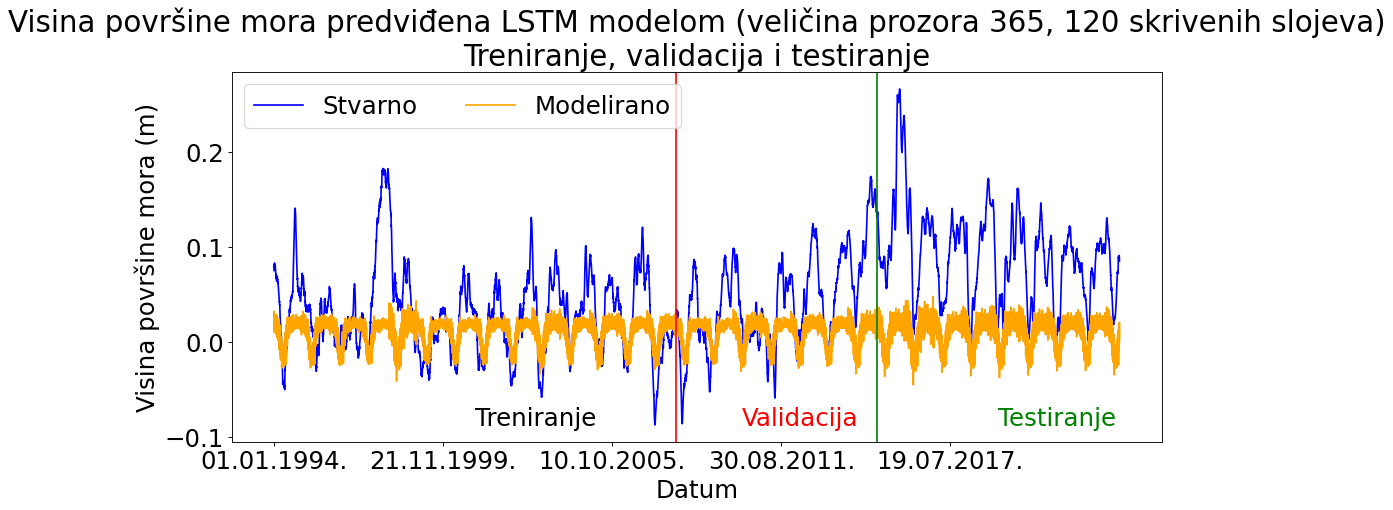 Visina površine mora predviđena LSTM modelom (veličina prozora 365, 120 skrivenih slojeva)
Treniranje, validacija i testiranje
Stvarno
Modelirano
Visina površine mora (m)
0.2
0.1
0.0
−0.1
Treniranje
Validacija
Testiranje
01.01.1994.
21.11.1999.
10.10.2005.
30.08.2011.
19.07.2017.
Datum